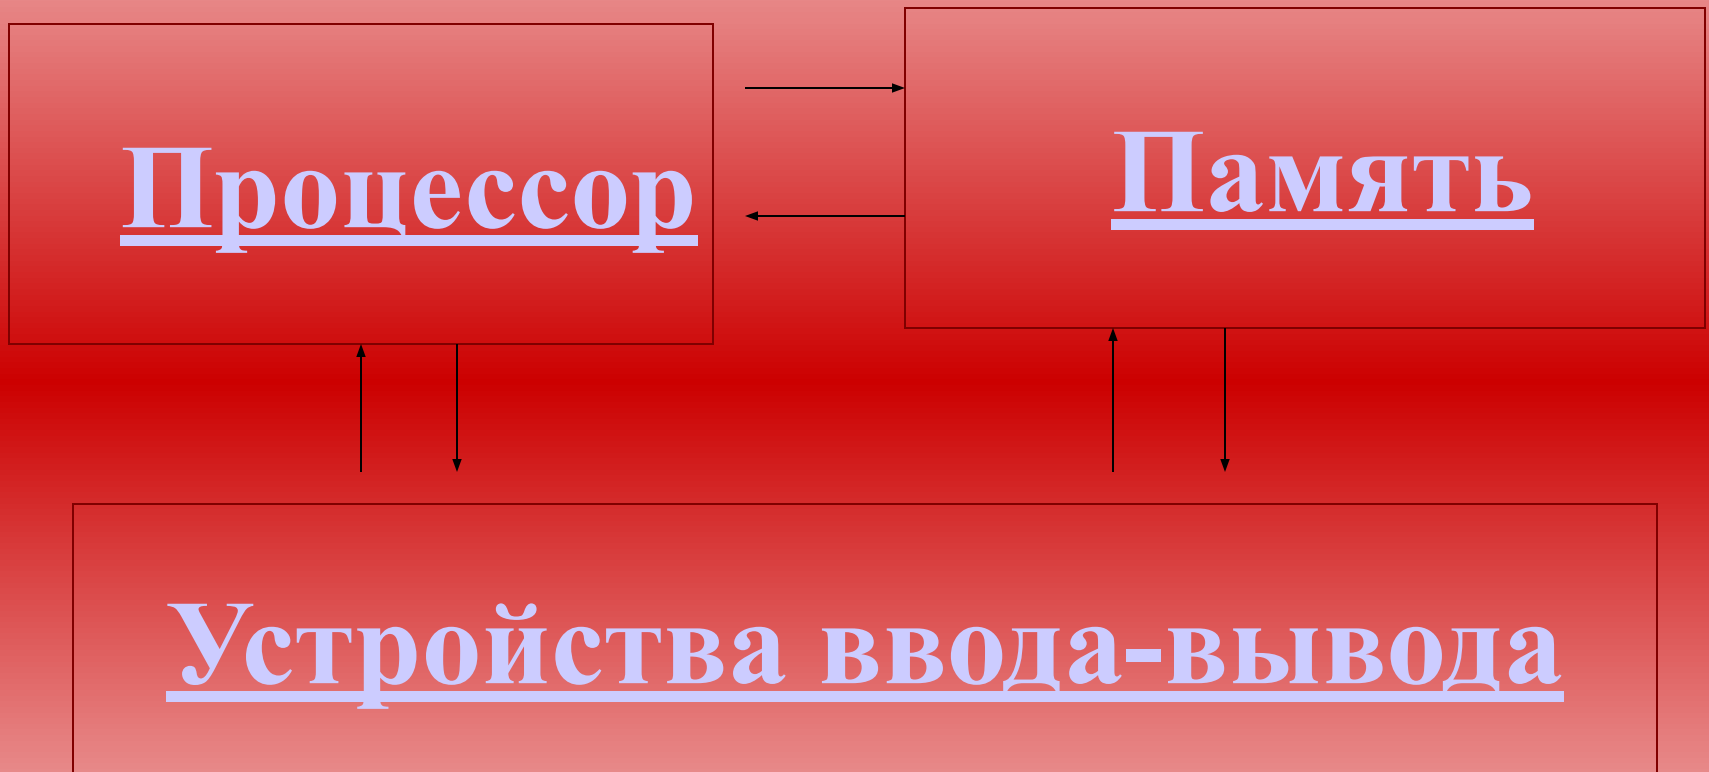 Процессор
Память
Устройства ввода-вывода